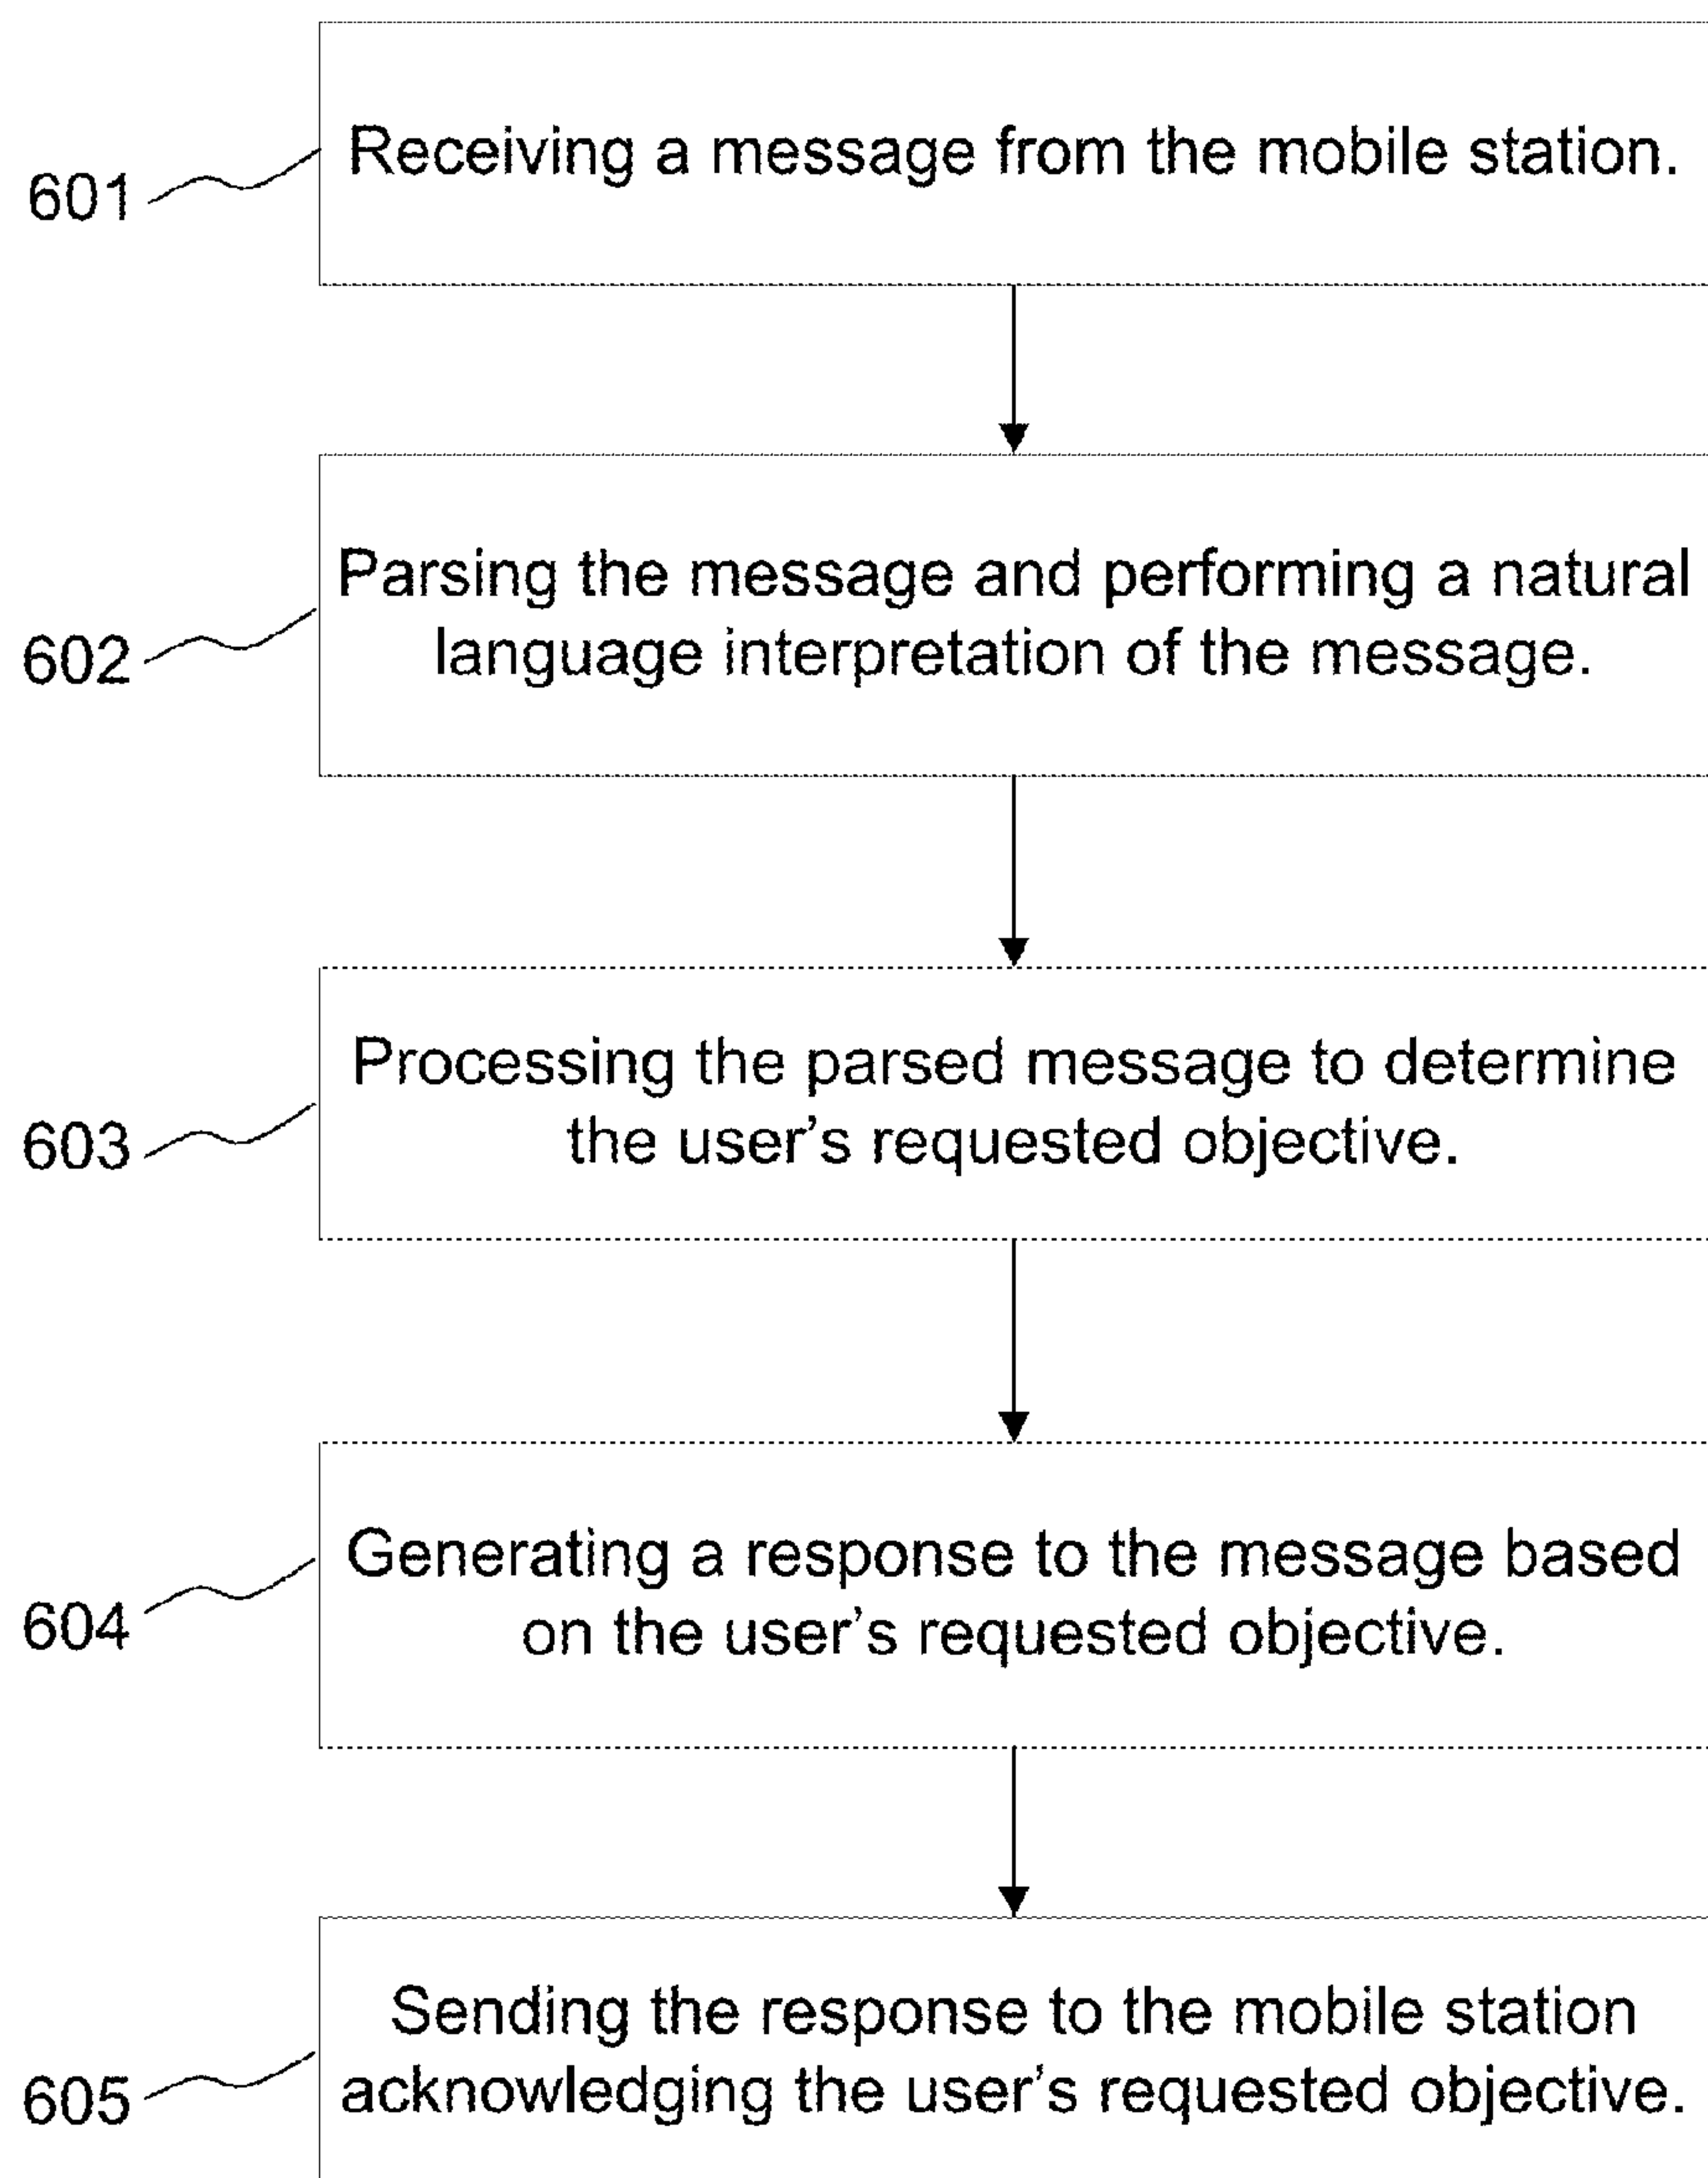 601
Receiving a message from the mobile station.
602
Parsing the message and performing a natural
language interpretation of the message.
603
Processing the parsed message to determine
the user’s requested objective.
604
Generating a response to the message based
on the user’s requested objective.
605
Sending the response to the mobile station
acknowledging the user’s requested objective.